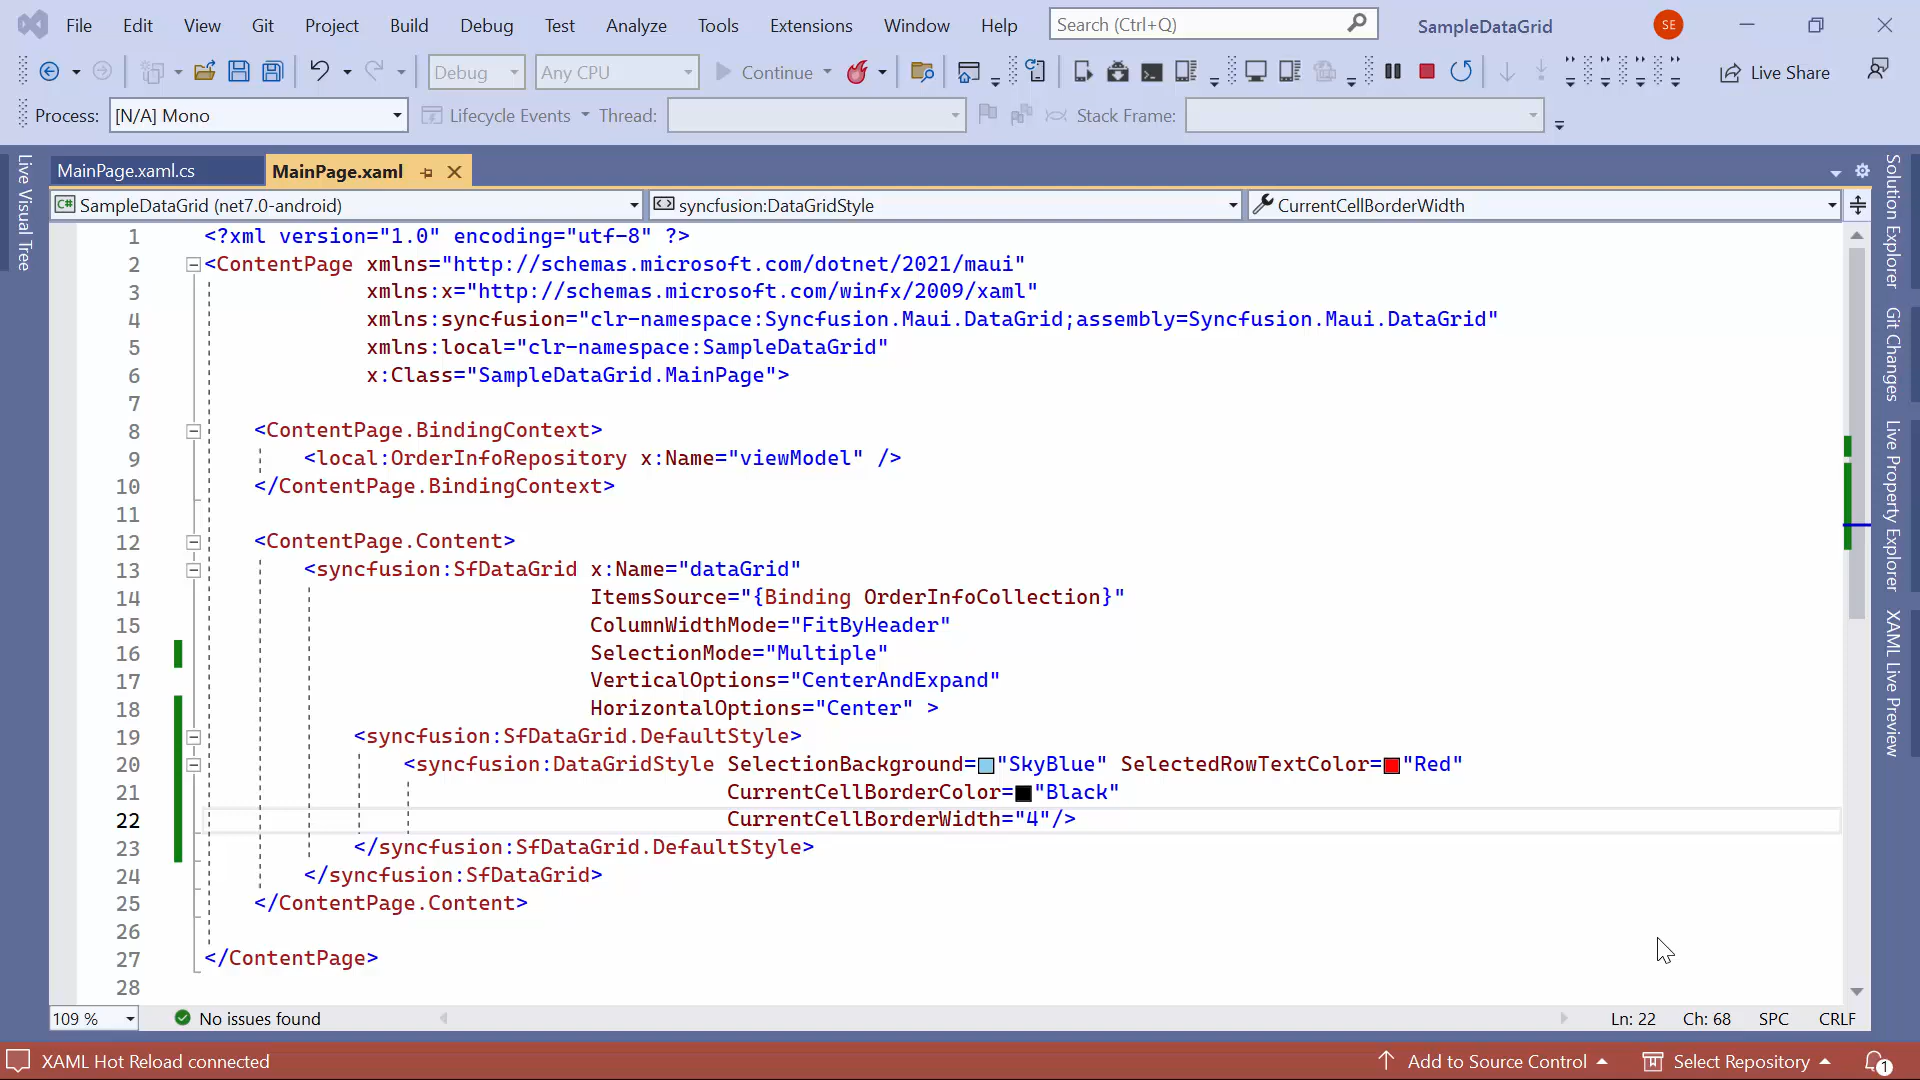 File Edit View Git Project Build Debug Test Analyze Tools Extensions Window Help Search (Ctrl+Q) SampleDataGrid SE
Debug Any CPU Continue Live Share
Process: [N/A] Mono Lifecycle Events Thread: Stack Frame:
MainPage.xaml.cs MainPage.xaml
SampleDataGrid (net7.0-android) syncfusion:DataGridStyle CurrentCellBorderWidth
1 <?xml version="1.0" encoding="utf-8" ?>
2 <ContentPage xmlns="http://schemas.microsoft.com/dotnet/2021/maui"
3 xmlns:x="http://schemas.microsoft.com/winfx/2009/xaml"
4 xmlns:syncfusion="clr-namespace:Syncfusion.Maui.DataGrid;assembly=Syncfusion.Maui.DataGrid"
5 xmlns:local="clr-namespace:SampleDataGrid"
6 x:Class="SampleDataGrid.MainPage">
7
8 <ContentPage.BindingContext>
9 <local:OrderInfoRepository x:Name="viewModel" />
10 </ContentPage.BindingContext>
11
12 <ContentPage.Content>
13 <syncfusion:SfDataGrid x:Name="dataGrid"
14 ItemsSource="{Binding OrderInfoCollection}"
15 ColumnWidthMode="FitByHeader"
16 SelectionMode="Multiple"
17 VerticalOptions="CenterAndExpand"
18 HorizontalOptions="Center" >
19 <syncfusion:SfDataGrid.DefaultStyle>
20 <syncfusion:DataGridStyle SelectionBackground="SkyBlue" SelectedRowTextColor="Red"
21 CurrentCellBorderColor="Black"
22 CurrentCellBorderWidth="4"/>
23 </syncfusion:SfDataGrid.DefaultStyle>
24 </syncfusion:SfDataGrid>
25 </ContentPage.Content>
26
27 </ContentPage>
28
Live Visual Tree
Solution Explorer
Git Changes
Live Property Explorer
XAML Live Preview
109 % No issues found Ln: 22 Ch: 68 SPC CRLF
XAML Hot Reload connected Add to Source Control Select Repository 1